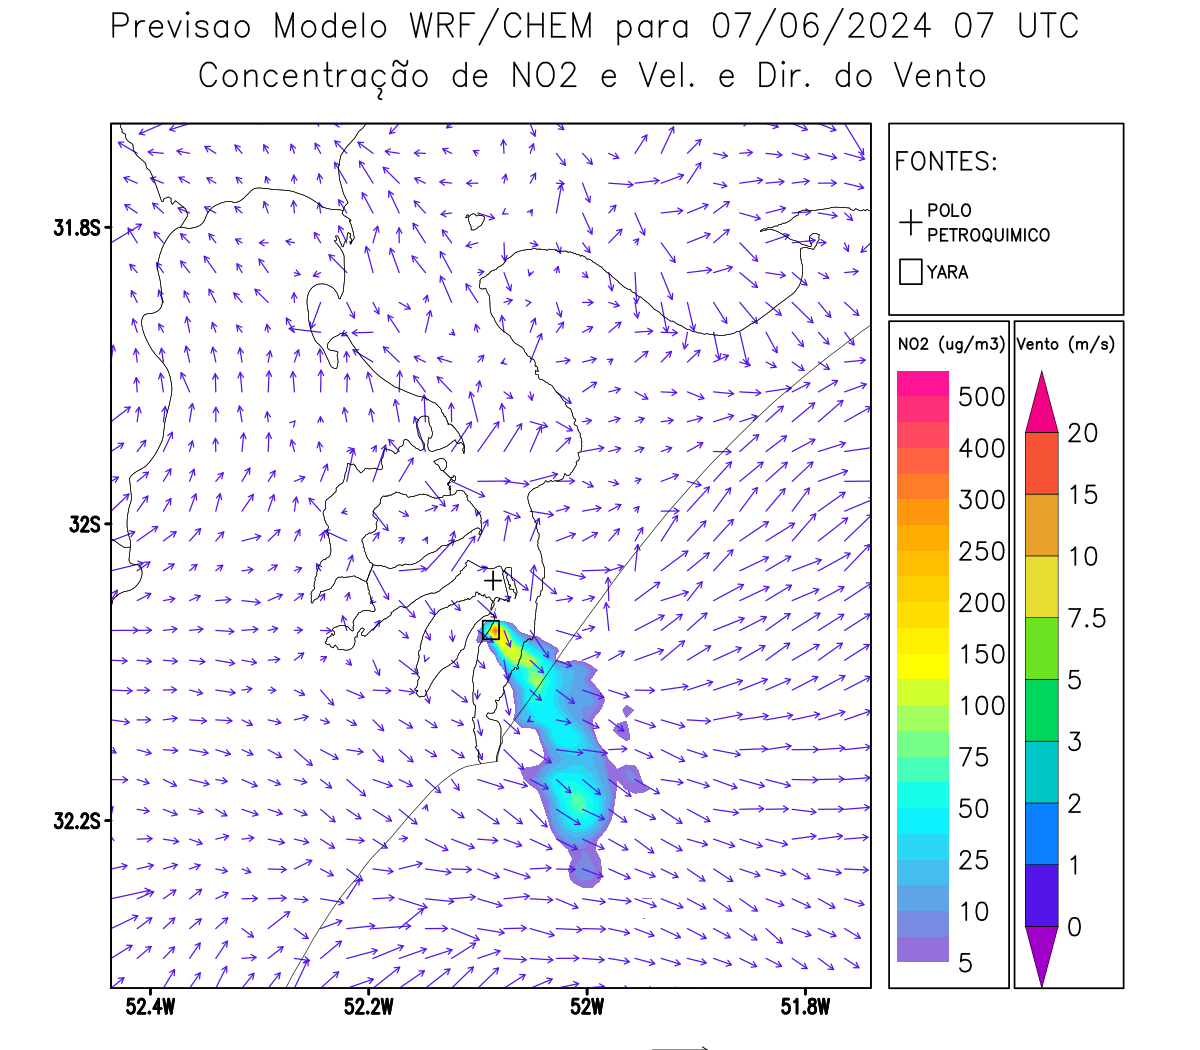 Previsao Modelo WRF/CHEM para 07/06/2024 07 UTC
Concentração de NO2 e Vel. e Dir. do Vento
FONTES:
POLO
PETROQUIMICO
YARA
NO2 (ug/m3)
500
400
300
250
200
150
100
75
50
25
10
5
Vento (m/s)
20
15
10
7.5
5
3
2
1
0
31.8S
32S
32.2S
52.4W
52.2W
52W
51.8W